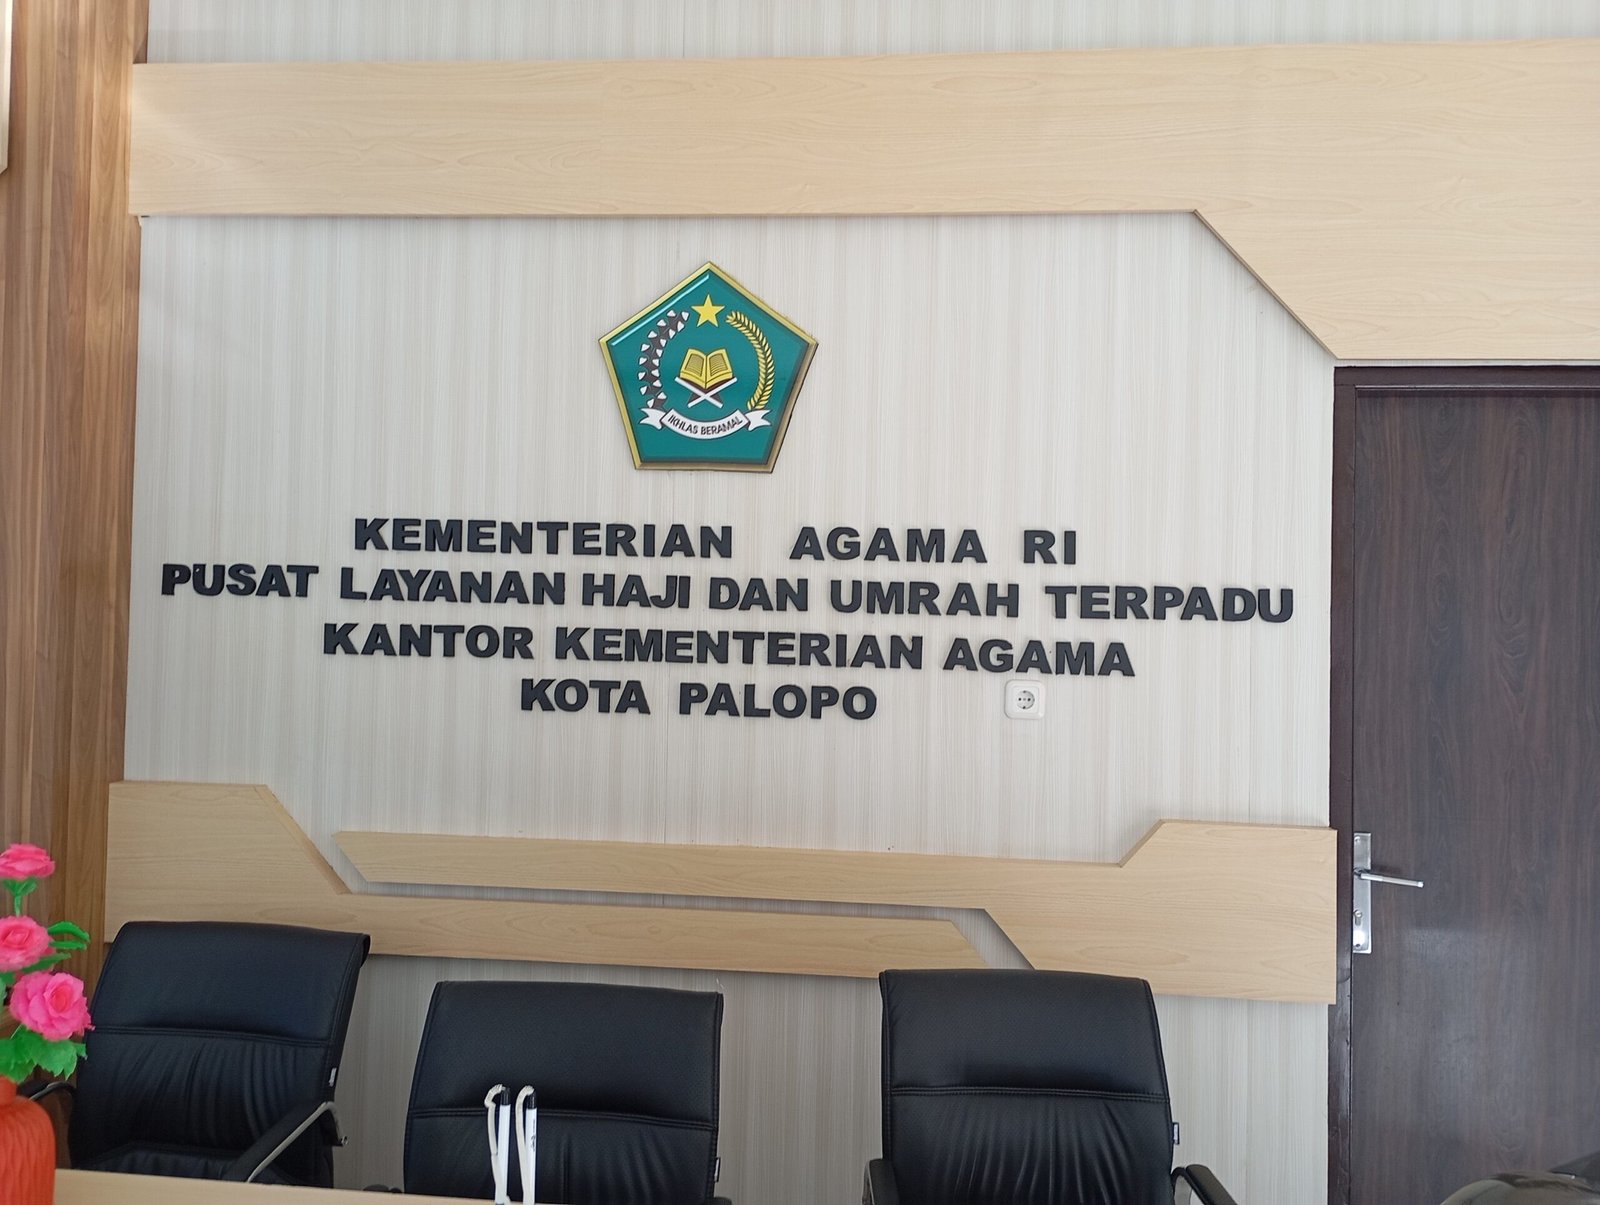 IKHLAS BERAMAL
KEMENTERIAN AGAMA RI
PUSAT LAYANAN HAJI DAN UMRAH TERPADU
KANTOR KEMENTERIAN AGAMA
KOTA PALOPO